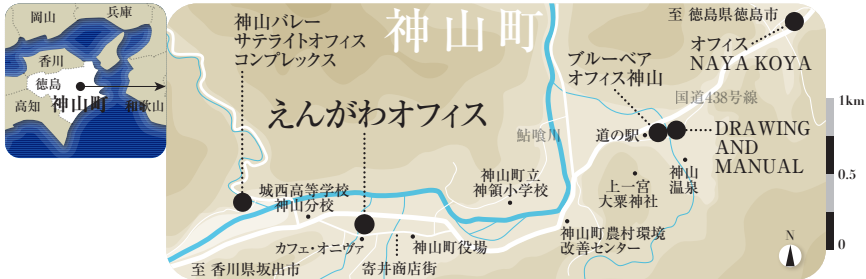 岡山
兵庫
香川
徳島
高知
神山町
和歌山
神山町
神山バレー
サテライトオフィス
コンプレックス
えんがわオフィス
ブルーベア
オフィス神山
至 徳島県徳島市
オフィス
NAYA KOYA
国道438号線
鮎喰川
道の駅
DRAWING
AND
MANUAL
神山
温泉
上一宮
大粟神社
神山町立
神領小学校
城西高等学校
神山分校
カフェ・オニヴァ
神山町役場
寄井商店街
神山町農村環境
改善センター
至 香川県坂出市
N
1km
0.5
0